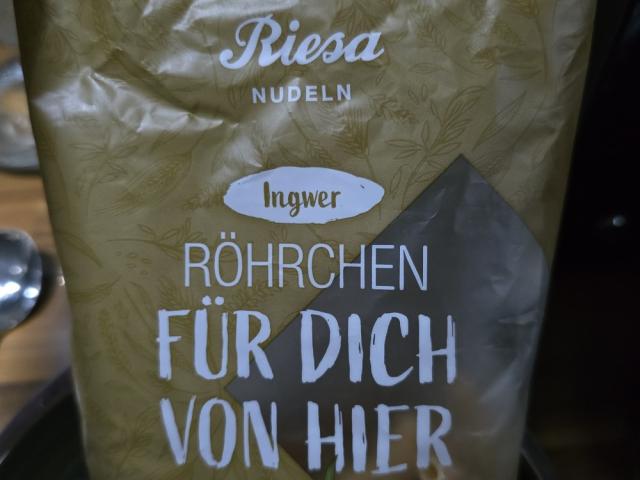 Riesa
NUDELN
Ingwer
RÖHRCHEN
FÜR DICH
VON HIER